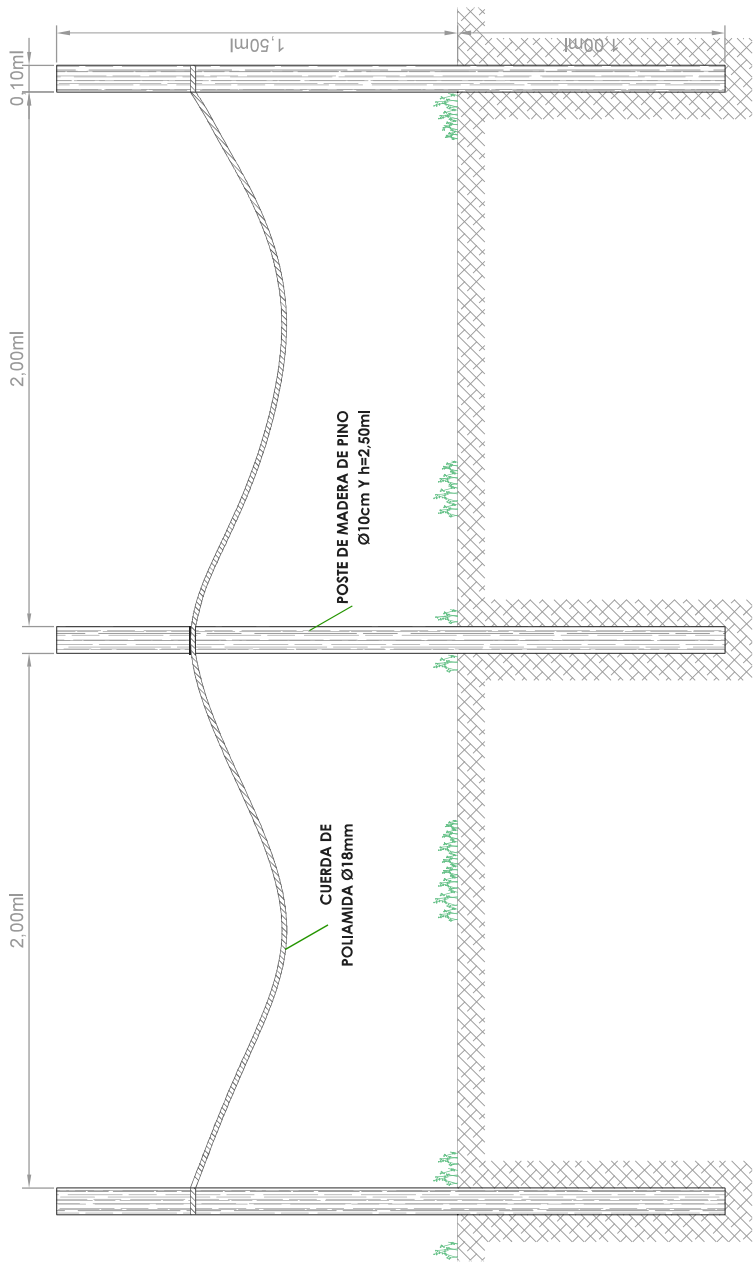 2,00ml
2,00ml
0,10ml
1,50ml
1,00ml
POSTE DE MADERA DE PINO
Ø10cm Y h=2,50ml
CUERDA DE
POLIAMIDA Ø18mm